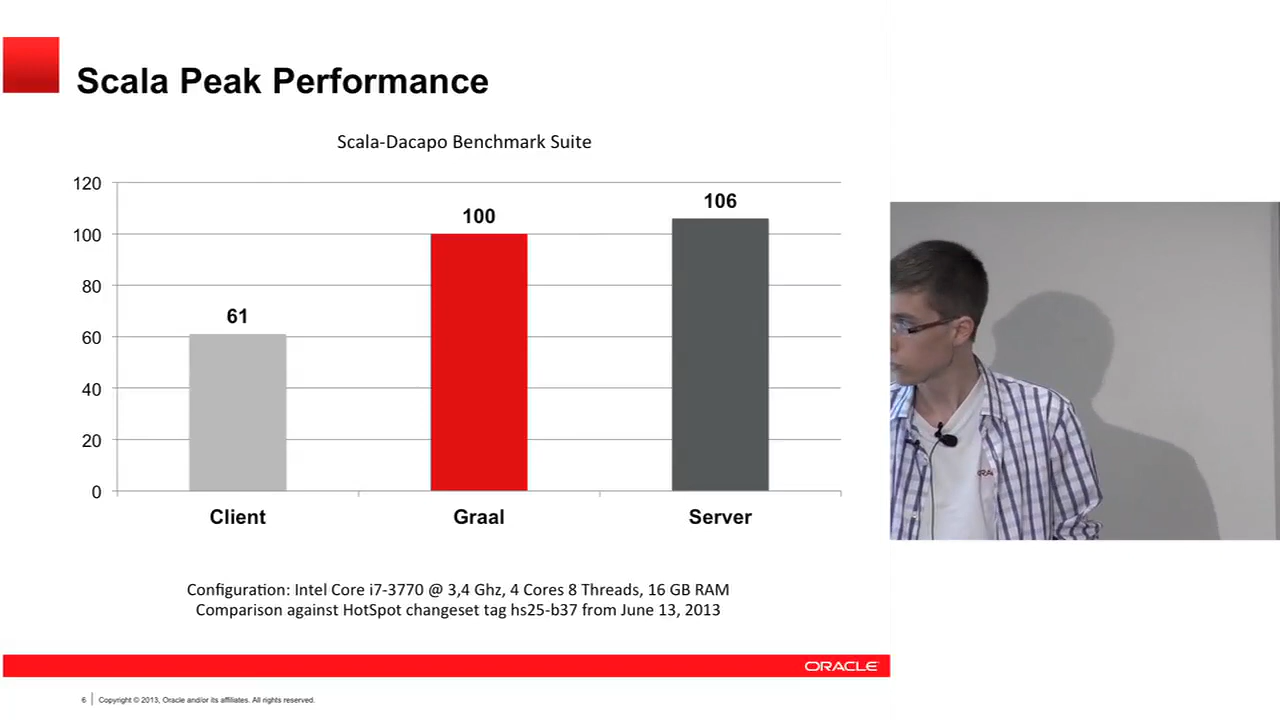 Scala Peak Performance
Scala-Dacapo Benchmark Suite
120
100
80
60
40
20
0
61
100
106
Client
Graal
Server
Configuration: Intel Core i7-3770 @ 3,4 Ghz, 4 Cores 8 Threads, 16 GB RAM
Comparison against HotSpot changeset tag hs25-b37 from June 13, 2013
ORACLE
6
Copyright © 2013, Oracle and/or its affiliates. All rights reserved.